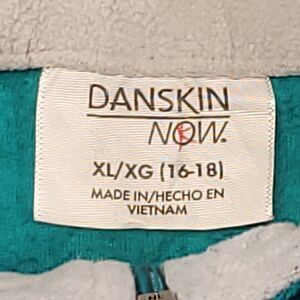 DANSKIN
NOW.
XL/XG (16-18)
MADE IN/HECHO EN
VIETNAM